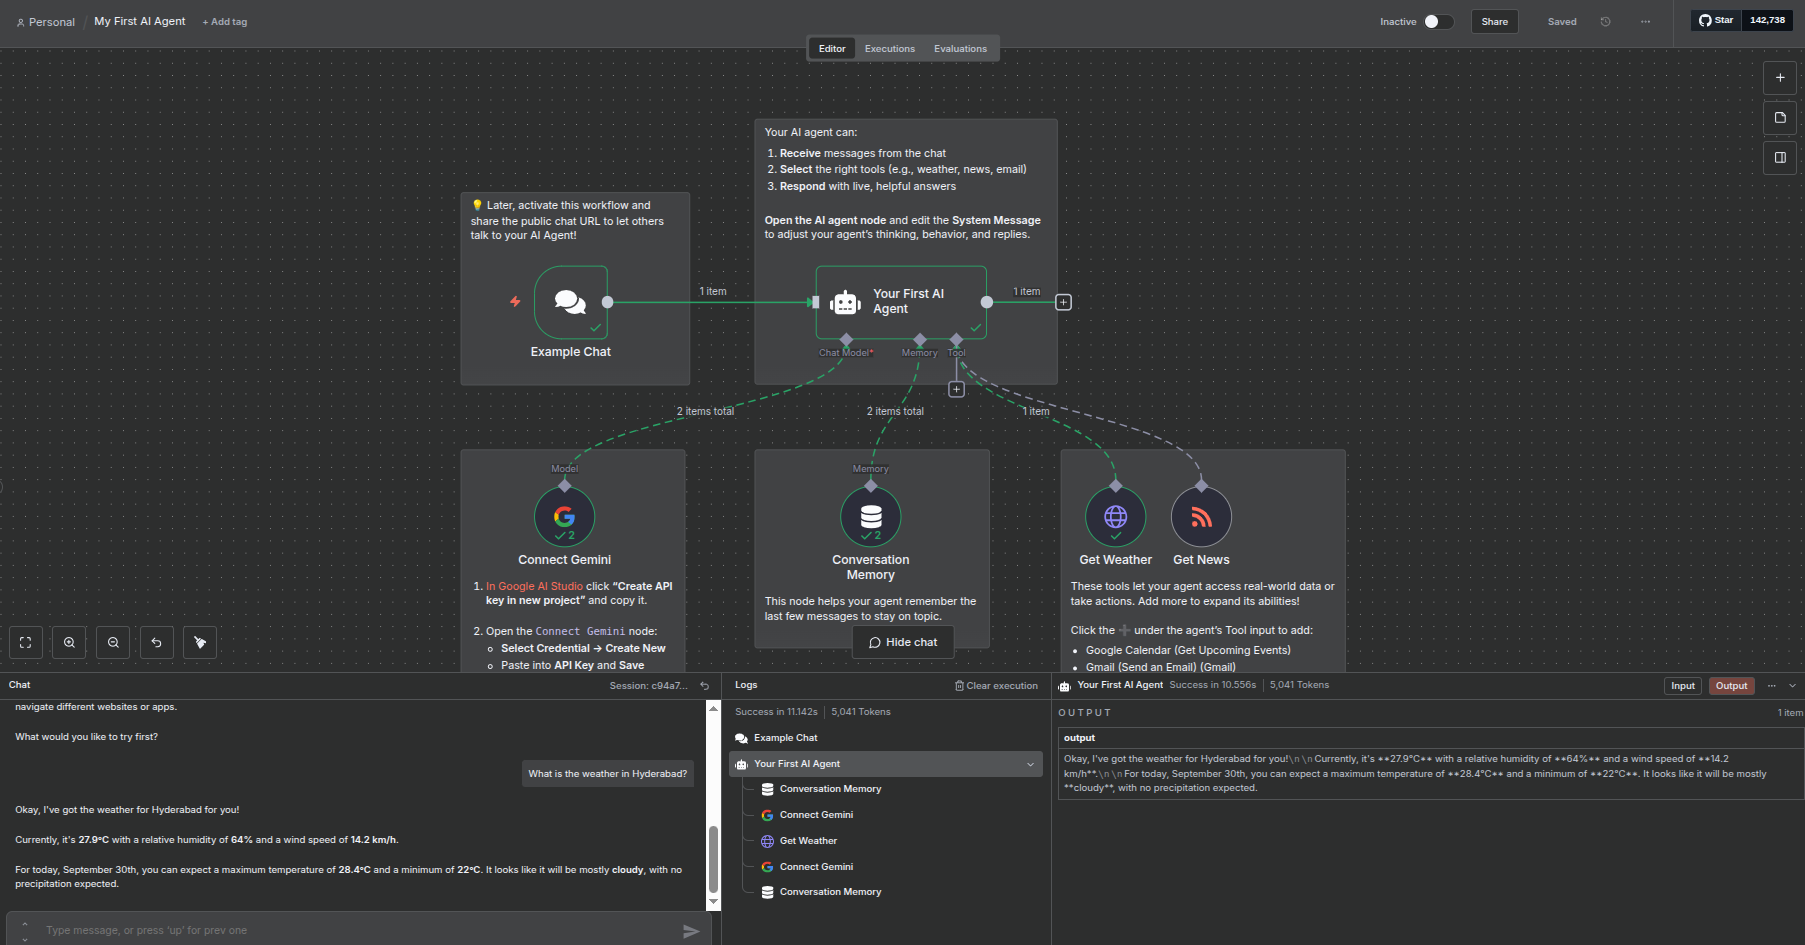 Personal / My First AI Agent + Add tag
Inactive Share Saved ... Star 142,738
Editor Executions Evaluations
Your AI agent can:
1. Receive messages from the chat
2. Select the right tools (e.g., weather, news, email)
3. Respond with live, helpful answers
Open the AI agent node and edit the System Message
to adjust your agent's thinking, behavior, and replies.
💡 Later, activate this workflow and
share the public chat URL to let others
talk to your AI Agent!
1 item
Your First AI
Agent
1 item
Example Chat
Chat Model*
Memory
Tool
2 items total
2 items total
1 item
Model
Memory
2
2
Connect Gemini
1. In Google AI Studio click “Create API
key in new project” and copy it.
2. Open the Connect Gemini node:
Select Credential → Create New
Paste into API Key and Save
Conversation
Memory
This node helps your agent remember the
last few messages to stay on topic.
Get Weather
Get News
These tools let your agent access real-world data or
take actions. Add more to expand its abilities!
Click the ➕ under the agent's Tool input to add:
Google Calendar (Get Upcoming Events)
Gmail (Send an Email) (Gmail)
Hide chat
Chat
Session: c94a7...
navigate different websites or apps.
What would you like to try first?
What is the weather in Hyderabad?
Okay, I've got the weather for Hyderabad for you!
Currently, it's 27.9°C with a relative humidity of 64% and a wind speed of 14.2 km/h.
For today, September 30th, you can expect a maximum temperature of 28.4°C and a minimum of 22°C. It looks like it will be mostly cloudy, with no
precipitation expected.
Type message, or press ‘up’ for prev one
Logs
Clear execution
Success in 11.142s | 5,041 Tokens
Example Chat
Your First AI Agent
Conversation Memory
Connect Gemini
Get Weather
Connect Gemini
Conversation Memory
Your First AI Agent Success in 10.556s | 5,041 Tokens
Input Output ...
OUTPUT
1 item
output
Okay, I've got the weather for Hyderabad for you!\n \n Currently, it's **27.9°C** with a relative humidity of **64%** and a wind speed of **14.2
km/h**.\n \n For today, September 30th, you can expect a maximum temperature of **28.4°C** and a minimum of **22°C**. It looks like it will be mostly
**cloudy**, with no precipitation expected.